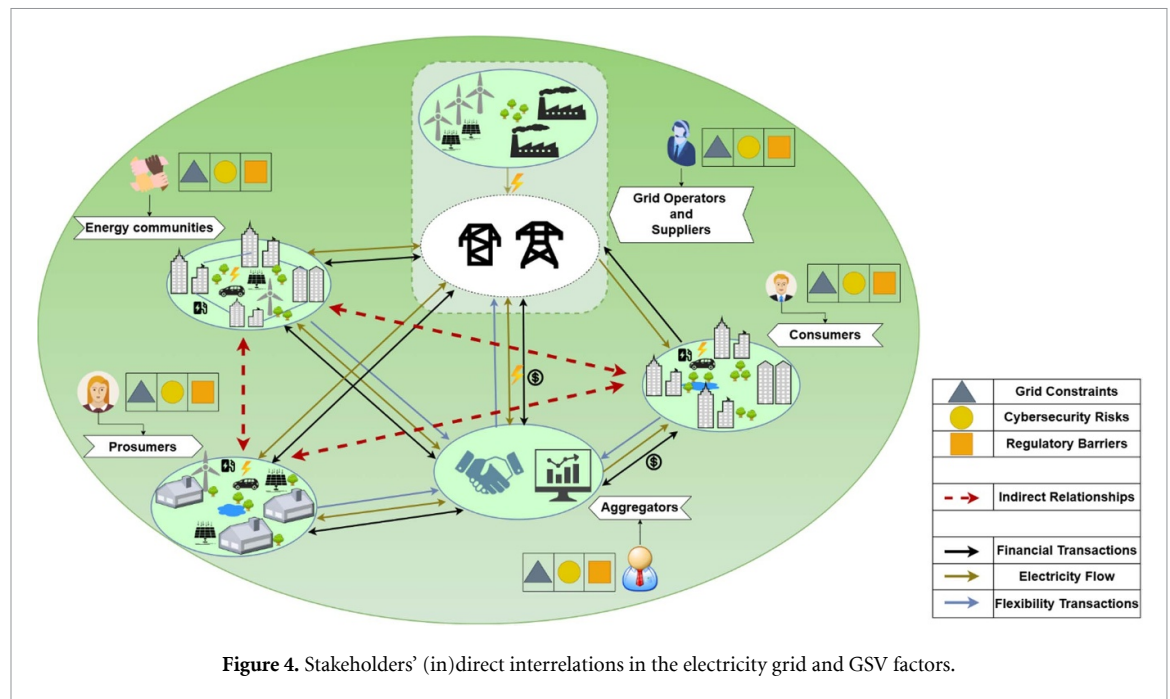 Grid Operators
and
Suppliers
Energy communities
Consumers
Prosumers
$
$
Aggregators
Grid Constraints
Cybersecurity Risks
Regulatory Barriers
Indirect Relationships
Financial Transactions
Electricity Flow
Flexibility Transactions
Figure 4. Stakeholders' (in)direct interrelations in the electricity grid and GSV factors.